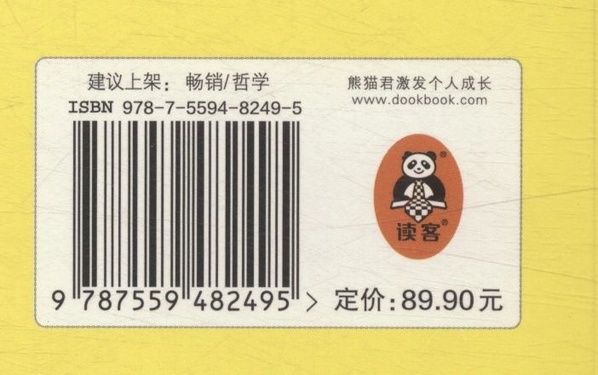 建议上架：畅销/哲学
ISBN 978-7-5594-8249-5
9 787559 482495 >
熊猫君激发个人成长
www.dookbook.com
读客®
定价:89.90元